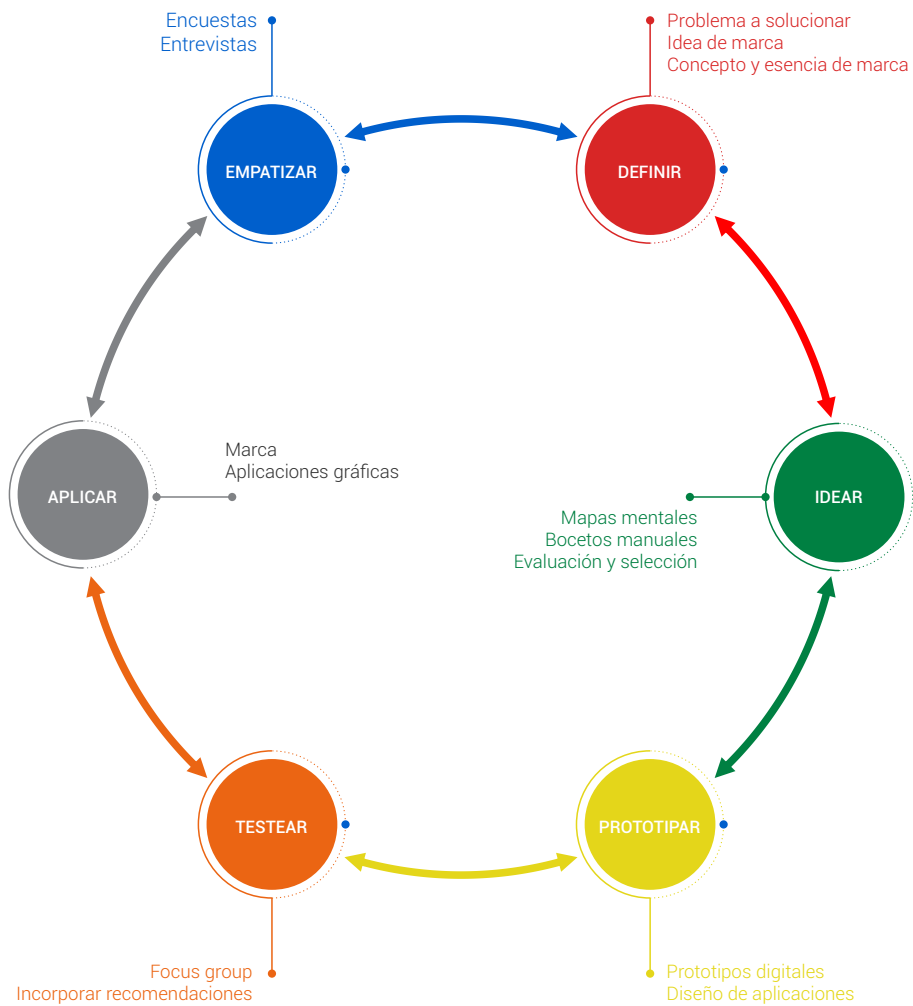 Encuestas
Entrevistas
Problema a solucionar
Idea de marca
Concepto y esencia de marca
EMPATIZAR
DEFINIR
Marca
Aplicaciones gráficas
APLICAR
IDEAR
Mapas mentales
Bocetos manuales
Evaluación y selección
TESTEAR
PROTOTIPAR
Focus group
Incorporar recomendaciones
Prototipos digitales
Diseño de aplicaciones